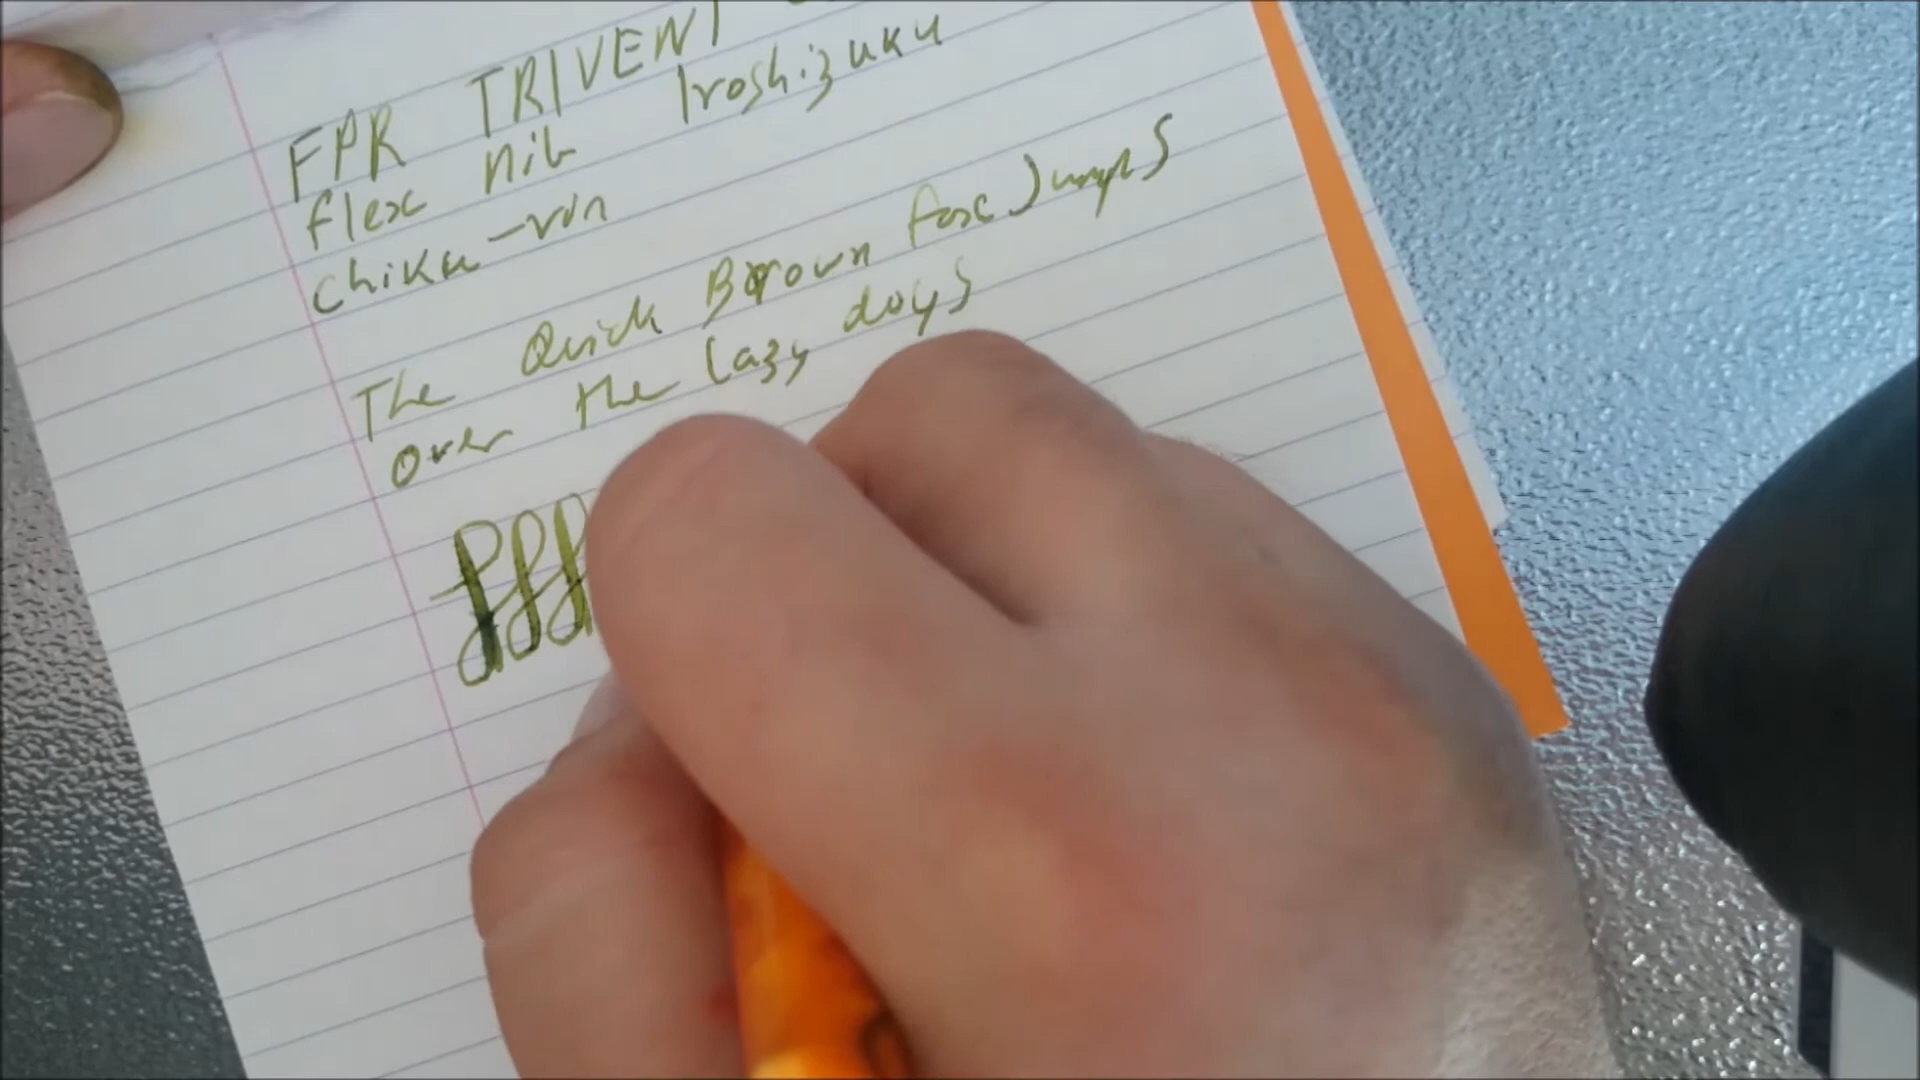 FPR TRIVENI
flex nib Iroshizuku
chiku-rin
The Quick Brown fox Jumps
over the lazy dogs